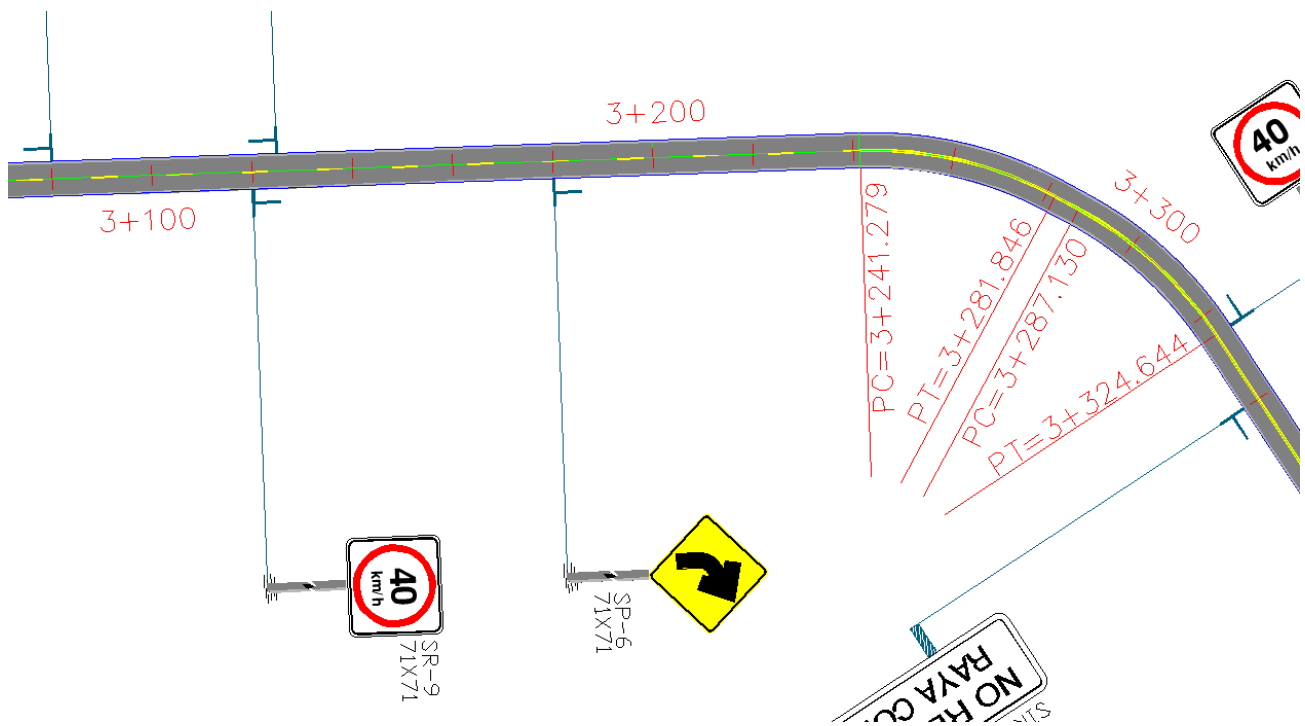 3+200
3+100
3+300
40
km/h
PC=3+241.279
PT=3+281.846
PC=3+287.130
PT=3+324.644
40
km/h
SR-9
71X71
SP-6
71X71
NO RE
RAYA CO